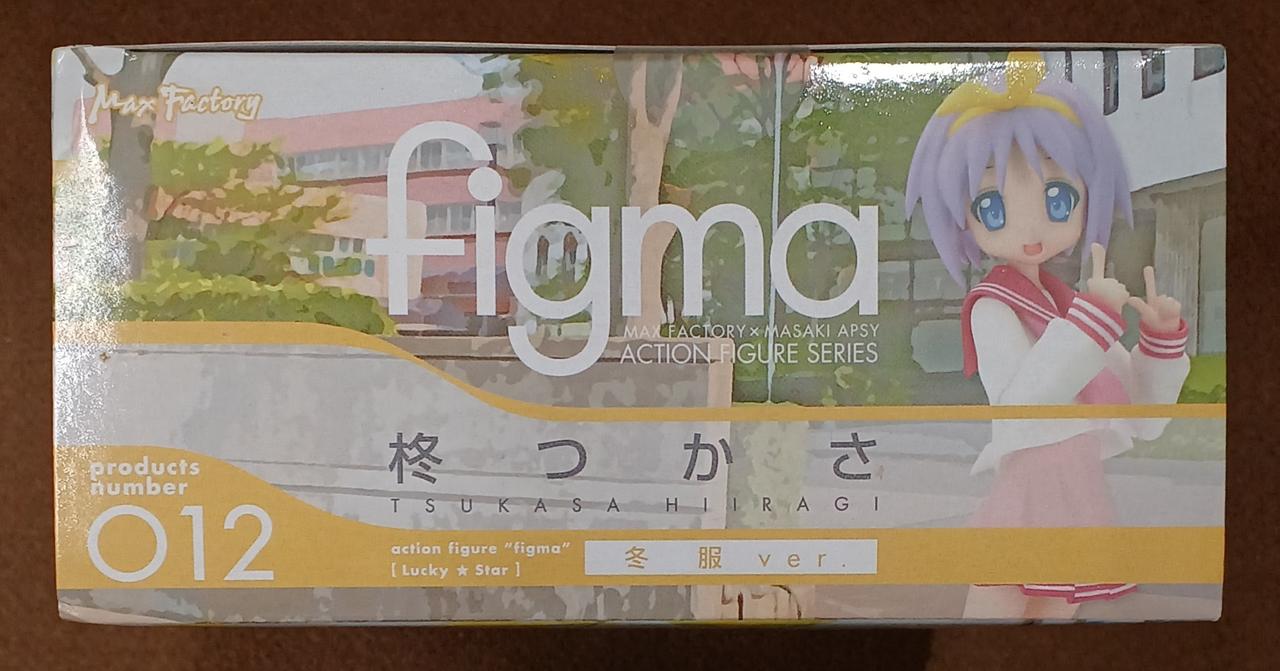 Max Factory
figma
MAX FACTORY×MASAKI APSY
ACTION FIGURE SERIES
柊つかさ
TSUKASA HIIRAGI
products
number
012
action figure "figma"
[ Lucky ★ Star ]
冬服 ver.